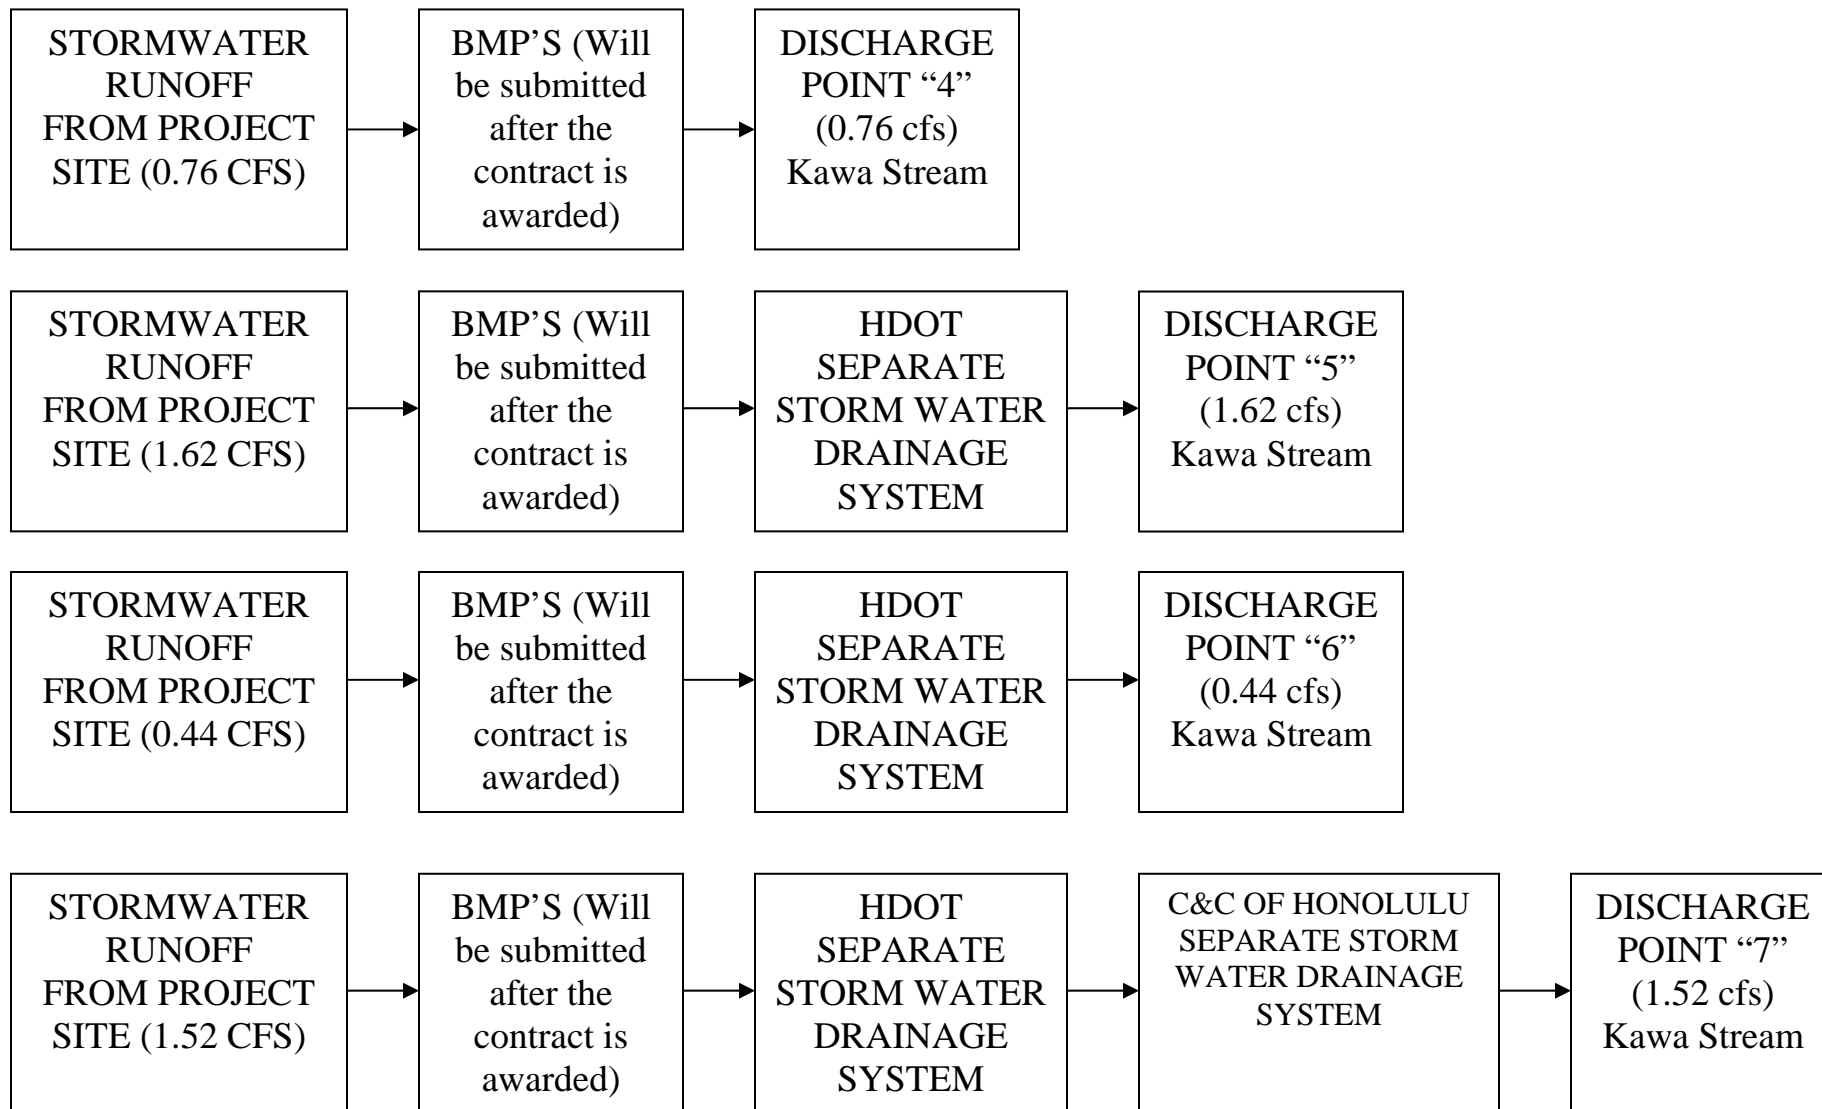 STORMWATER
RUNOFF
FROM PROJECT
SITE (0.76 CFS)
BMP’S (Will
be submitted
after the
contract is
awarded)
DISCHARGE
POINT “4”
(0.76 cfs)
Kawa Stream
STORMWATER
RUNOFF
FROM PROJECT
SITE (1.62 CFS)
BMP’S (Will
be submitted
after the
contract is
awarded)
HDOT
SEPARATE
STORM WATER
DRAINAGE
SYSTEM
DISCHARGE
POINT “5”
(1.62 cfs)
Kawa Stream
STORMWATER
RUNOFF
FROM PROJECT
SITE (0.44 CFS)
BMP’S (Will
be submitted
after the
contract is
awarded)
HDOT
SEPARATE
STORM WATER
DRAINAGE
SYSTEM
DISCHARGE
POINT “6”
(0.44 cfs)
Kawa Stream
STORMWATER
RUNOFF
FROM PROJECT
SITE (1.52 CFS)
BMP’S (Will
be submitted
after the
contract is
awarded)
HDOT
SEPARATE
STORM WATER
DRAINAGE
SYSTEM
C&C OF HONOLULU
SEPARATE STORM
WATER DRAINAGE
SYSTEM
DISCHARGE
POINT “7”
(1.52 cfs)
Kawa Stream